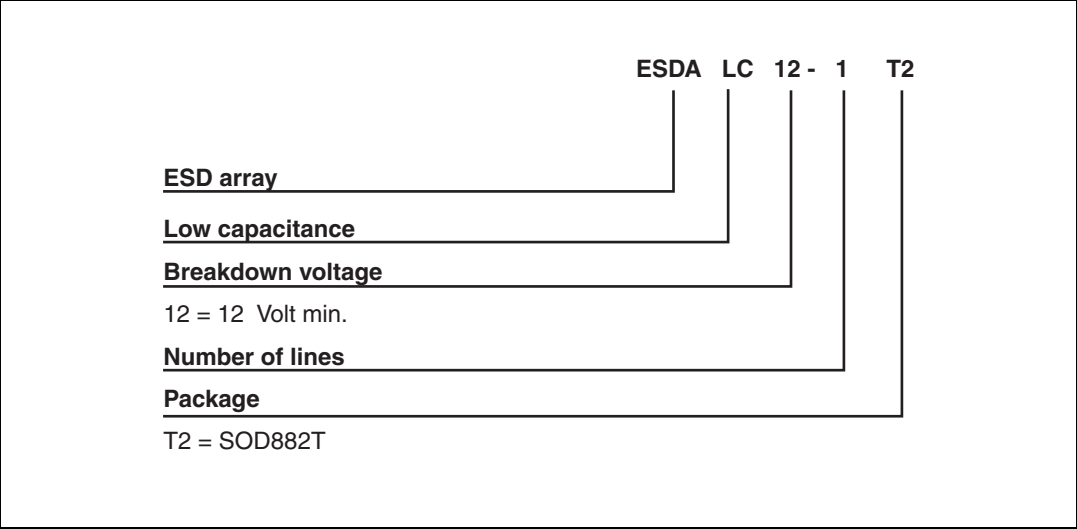 ESDA LC 12 - 1 T2
ESD array
Low capacitance
Breakdown voltage
12 = 12 Volt min.
Number of lines
Package
T2 = SOD882T